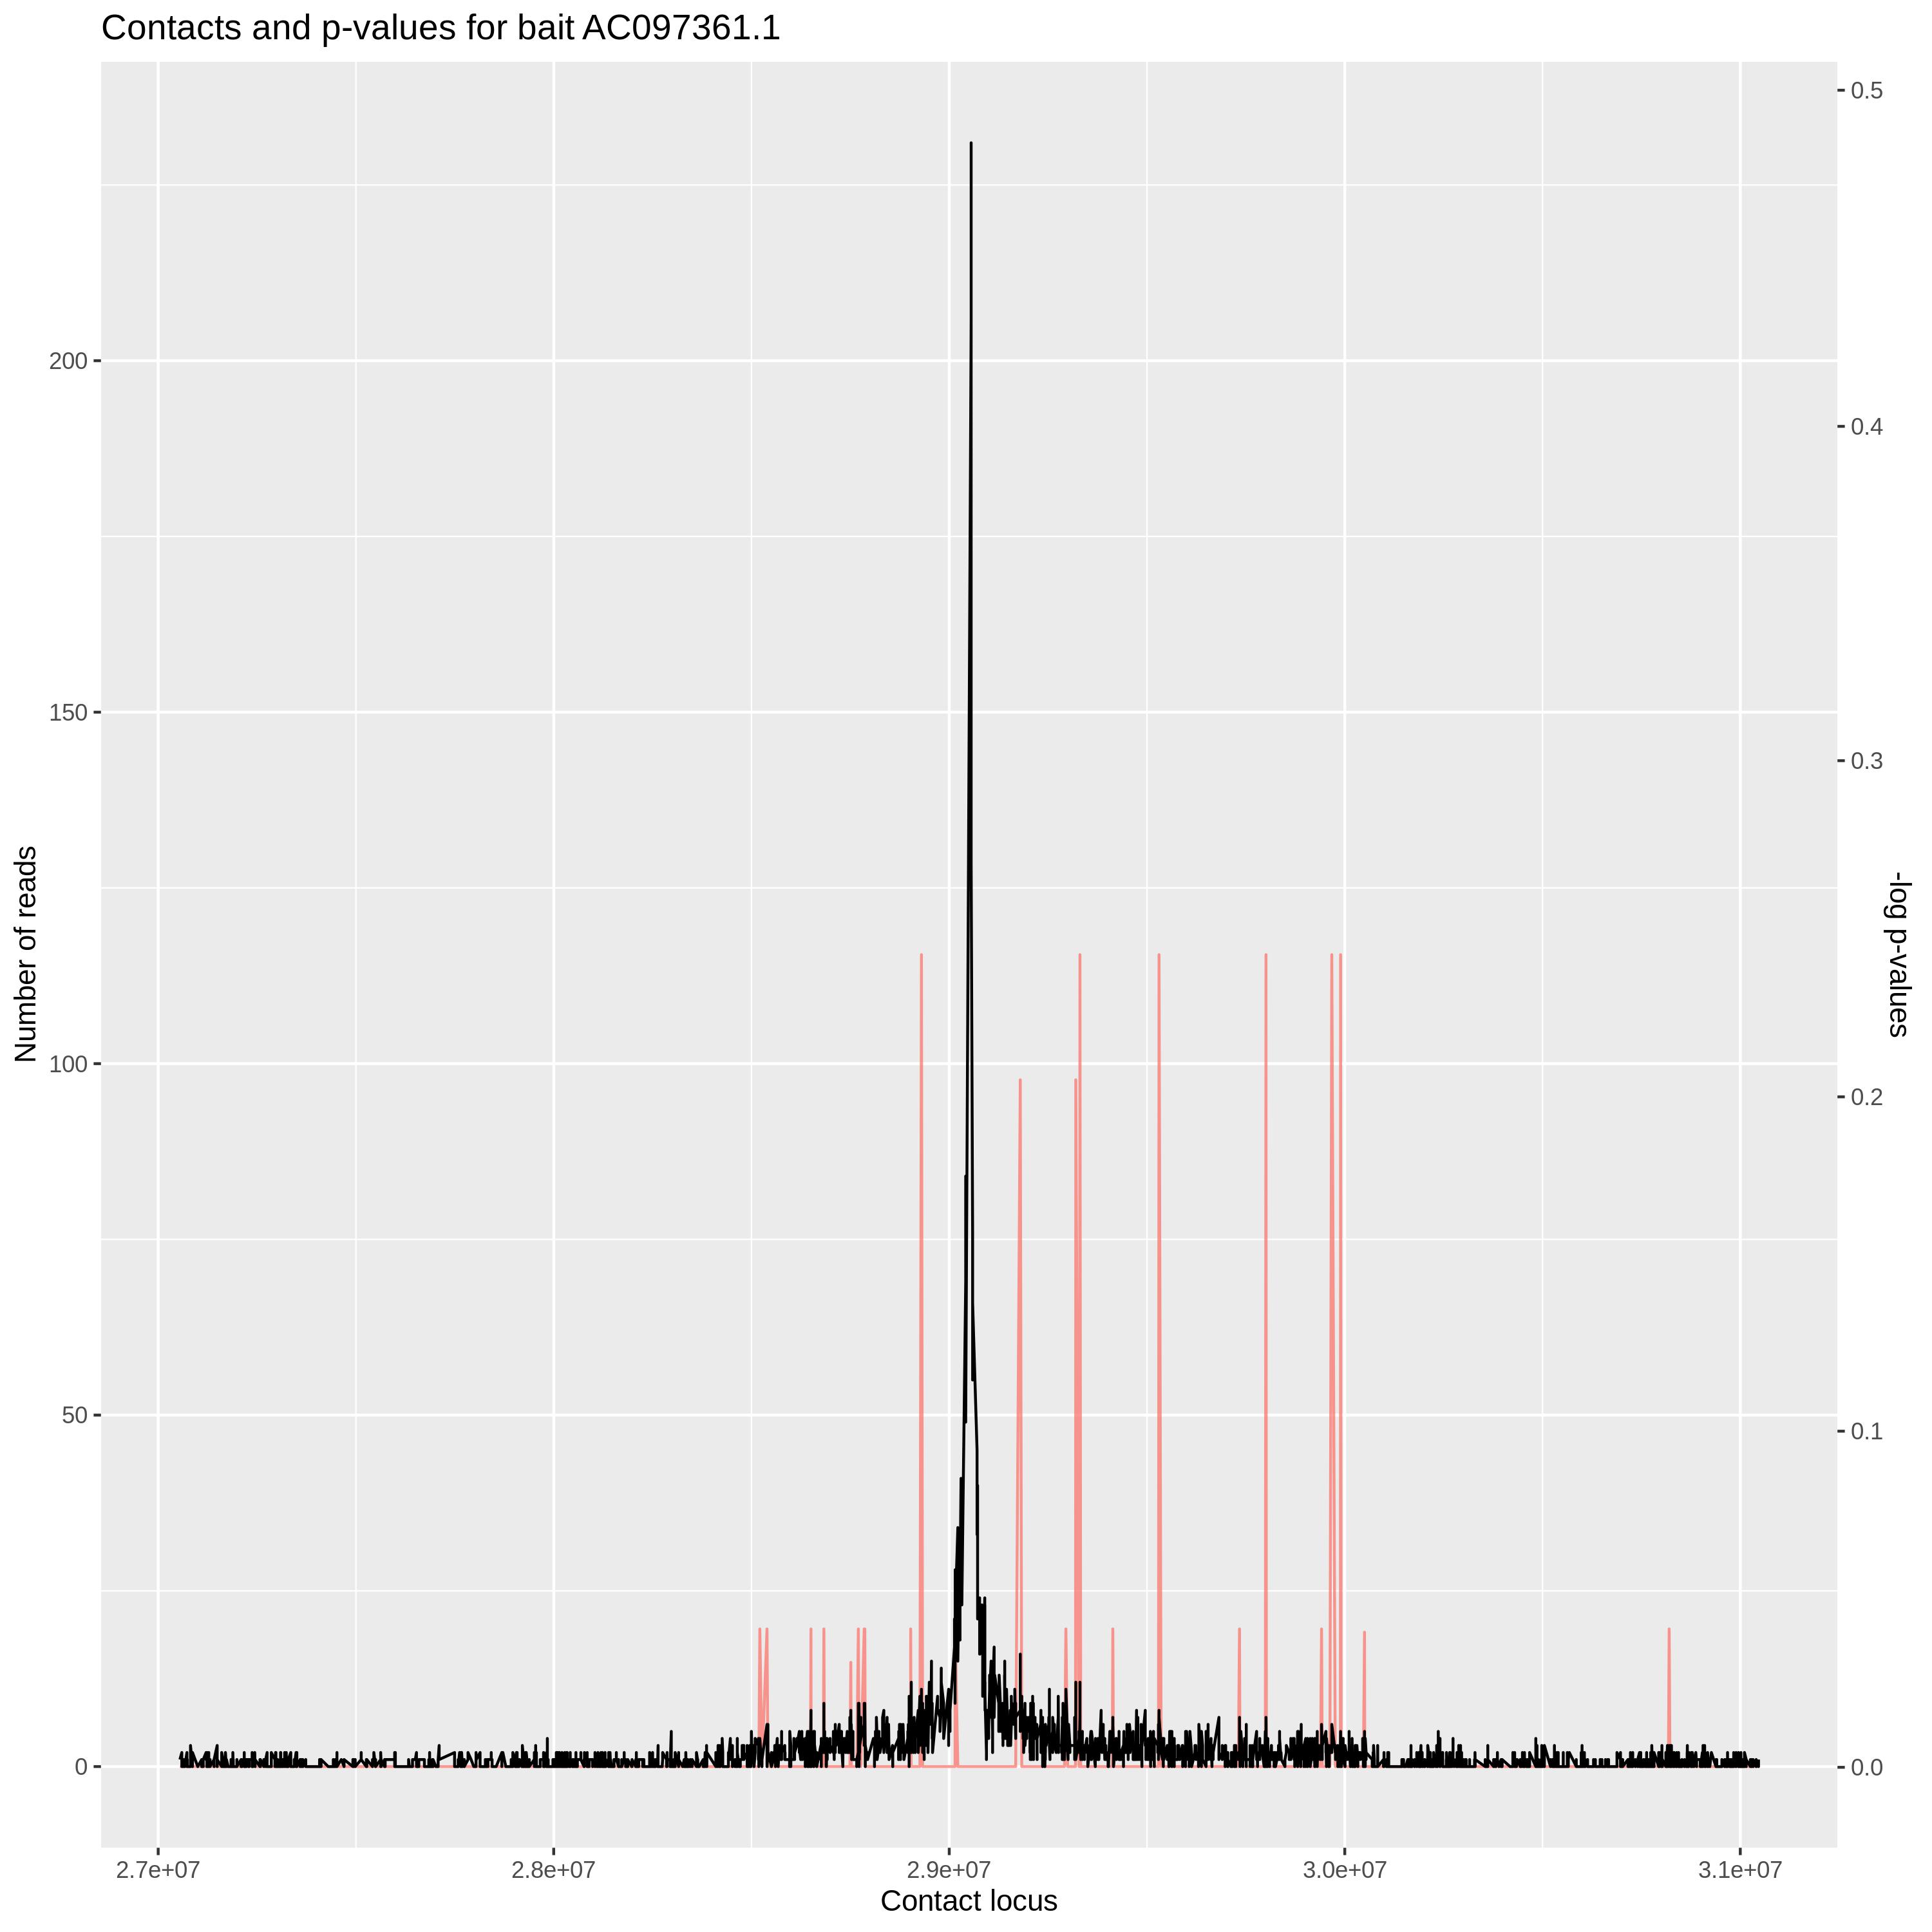 Contacts and p-values for bait AC097361.1
Number of reads
200
150
100
50
0
0.5
0.4
0.3
0.2
0.1
0.0
-log p-values
2.7e+07
2.8e+07
2.9e+07
3.0e+07
3.1e+07
Contact locus